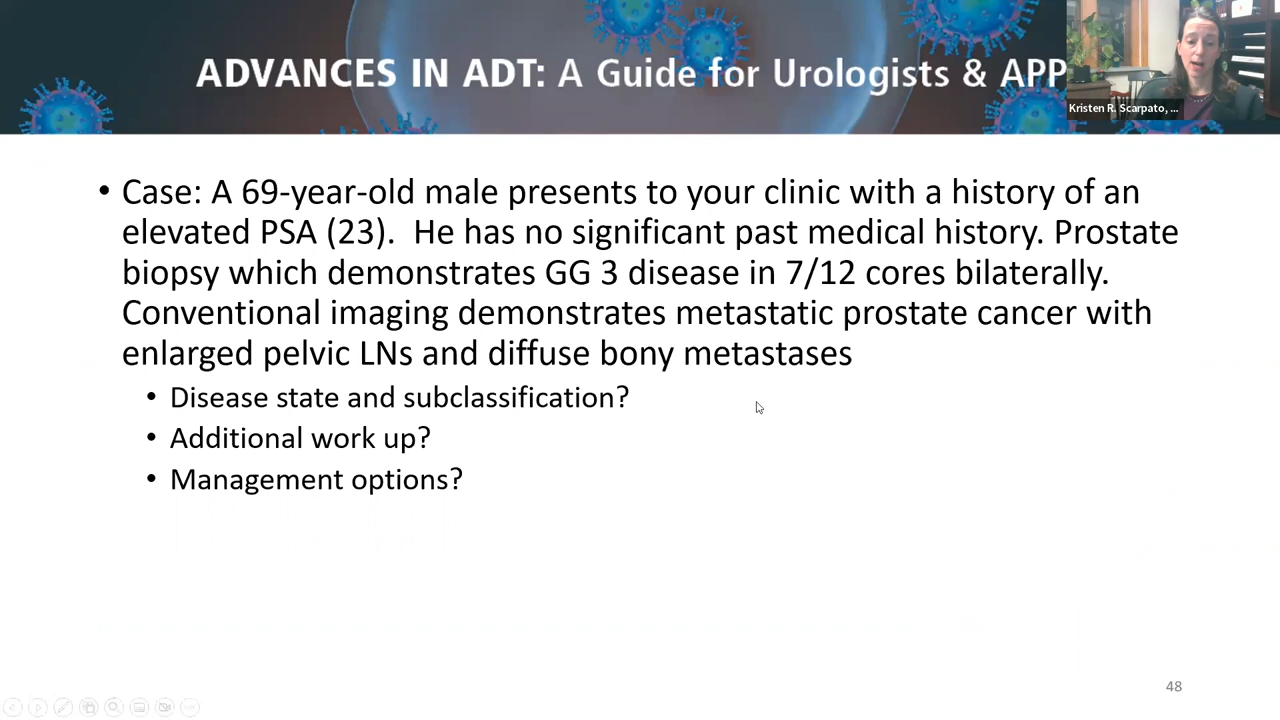 ADVANCES IN ADT: A Guide for Urologists & APP
Kristen R. Scarpato, ...
• Case: A 69-year-old male presents to your clinic with a history of an
elevated PSA (23).  He has no significant past medical history. Prostate
biopsy which demonstrates GG 3 disease in 7/12 cores bilaterally.
Conventional imaging demonstrates metastatic prostate cancer with
enlarged pelvic LNs and diffuse bony metastases
• Disease state and subclassification?
• Additional work up?
• Management options?
48